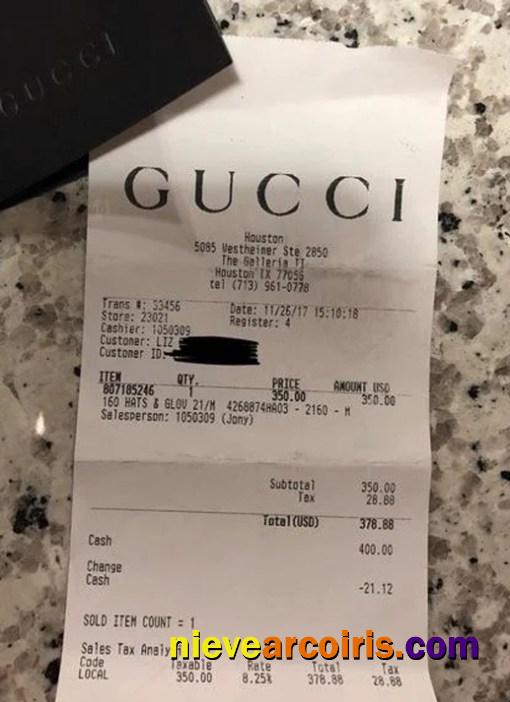 GUCCI
GUCCI
Houston
5085 Westheimer Ste 2850
The Galleria II
Houston TX 77056
tel (713) 961-0778
Trans #: 33456 Date: 11/26/17 15:10:18
Store: 23021 Register: 4
Cashier: 1050309
Customer: LIZ
Customer ID:
ITEM QTY. PRICE AMOUNT USD
807185246 1 350.00 350.00
160 HATS & GLOV 21/M 4268874HA03 - 2160 - M
Salesperson: 1050309 (Jony)
Subtotal 350.00
Tax 28.88
Total(USD) 378.88
Cash 400.00
Change
Cash -21.12
SOLD ITEM COUNT = 1
Sales Tax Analy
nievearcoiris.com
Code Taxable Rate Total Tax
LOCAL 350.00 8.25% 378.88 28.88